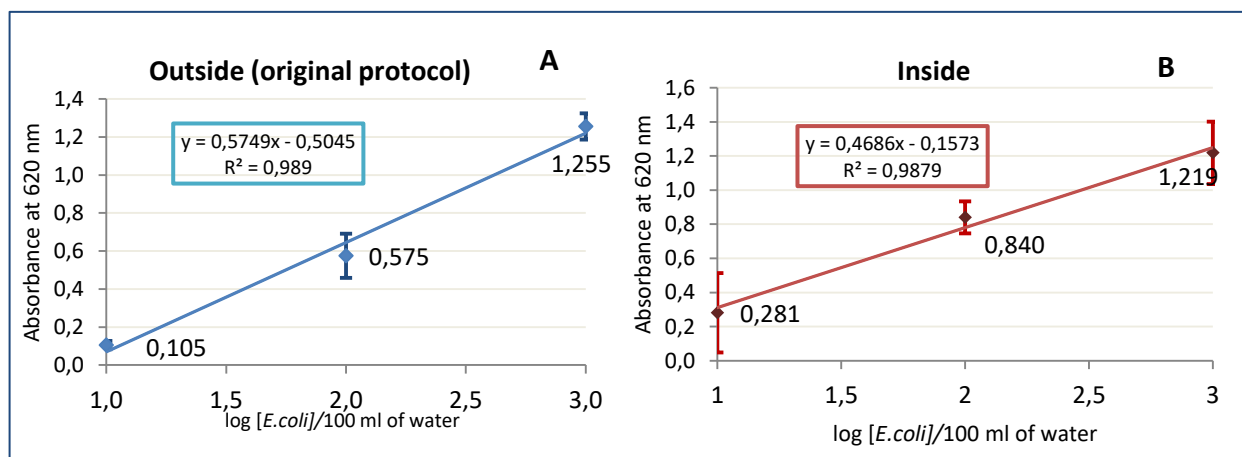 Outside (original protocol)
A
1,4
1,2
1,0
0,8
0,6
0,4
0,2
0,0
Absorbance at 620 nm
y = 0,5749x - 0,5045
R² = 0,989
1,255
0,575
0,105
1,0
1,5
2,0
2,5
3,0
log [E.coli]/100 ml of water
Inside
B
1,6
1,4
1,2
1,0
0,8
0,6
0,4
0,2
0,0
Absorbance at 620 nm
y = 0,4686x - 0,1573
R² = 0,9879
1,219
0,840
0,281
1
1,5
2
2,5
3
log [E.coli]/100 ml of water